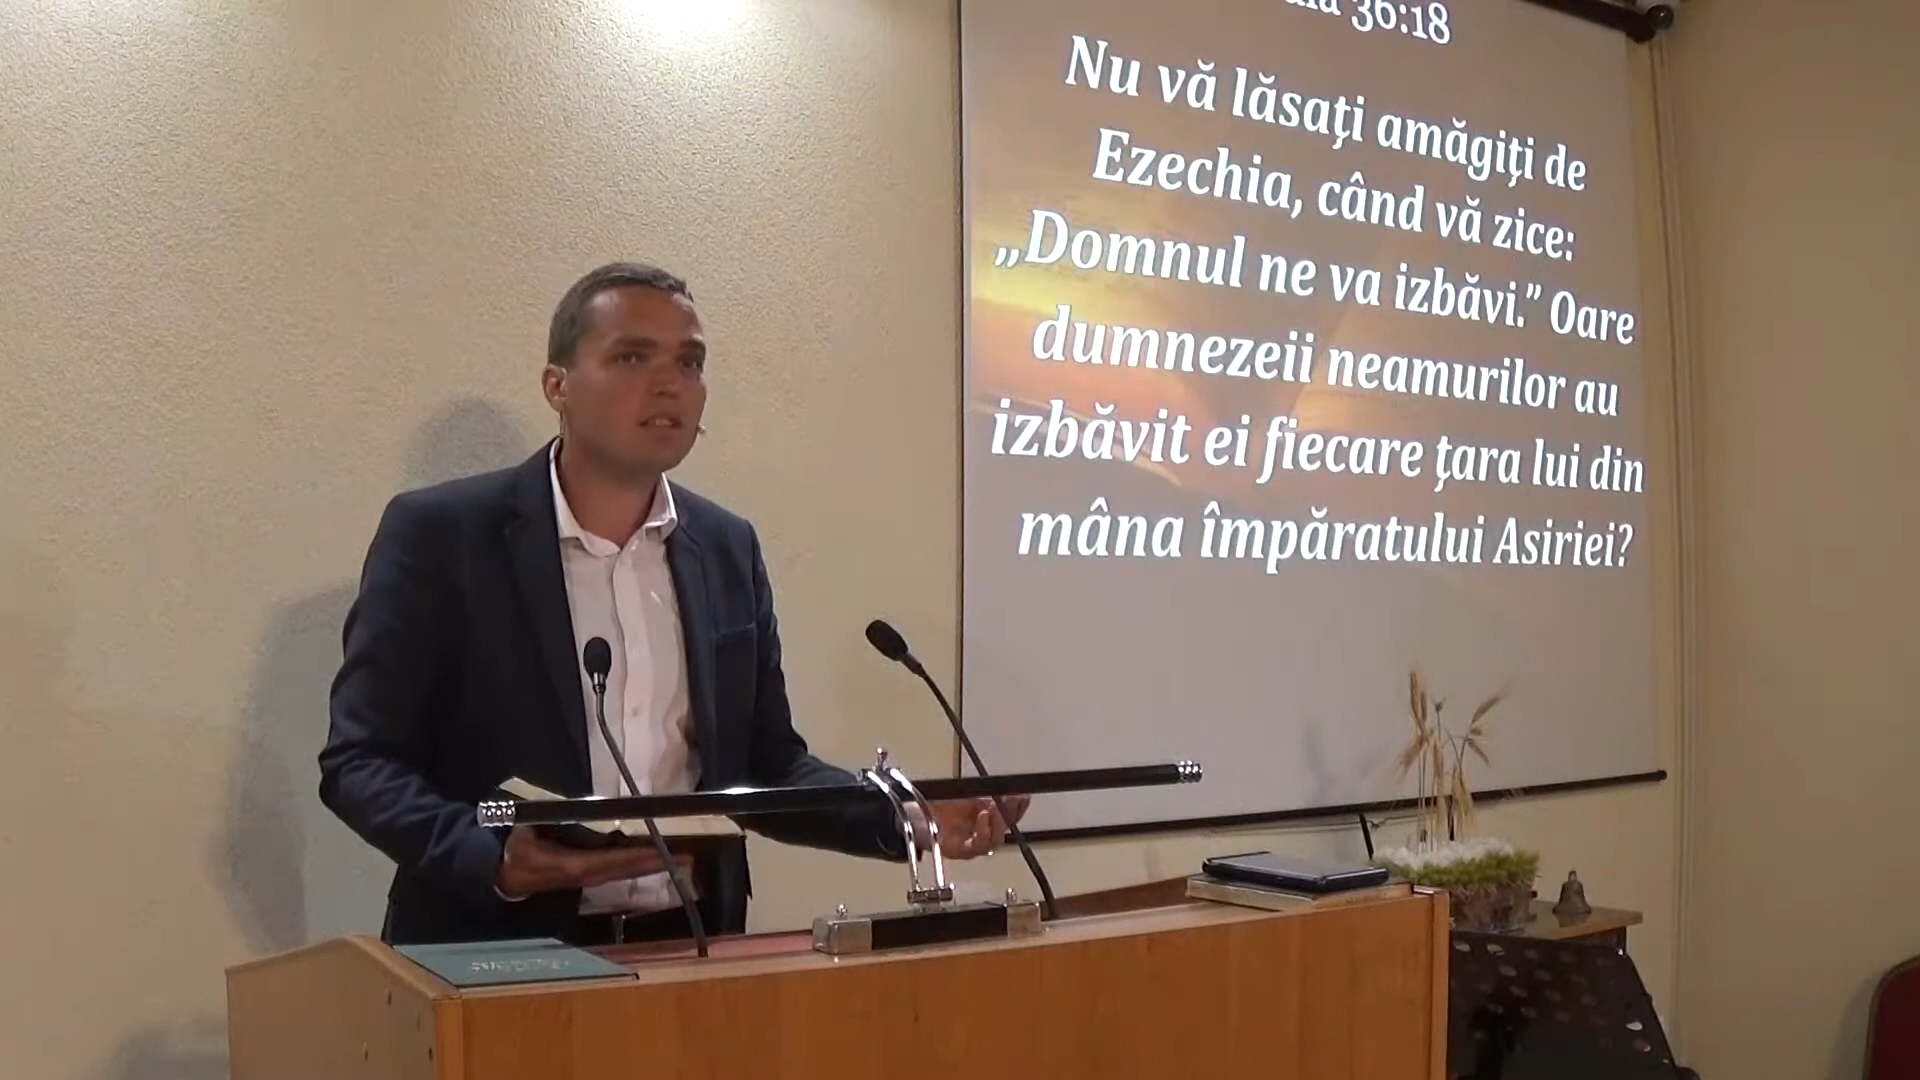 36:18
Nu vă lăsaţi amăgiţi de
Ezechia, când vă zice:
„Domnul ne va izbăvi.” Oare
dumnezeii neamurilor au
izbăvit ei fiecare ţara lui din
mâna împăratului Asiriei?